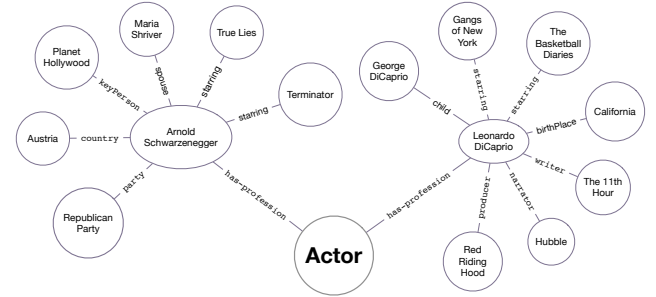 Planet
Hollywood
keyPerson
Maria
Shriver
spouse
True Lies
starring
Terminator
starring
Austria
country
Arnold
Schwarzenegger
party
Republican
Party
has-profession
Actor
has-profession
George
DiCaprio
child
Gangs
of New
York
starring
The
Basketball
Diaries
starring
California
birthPlace
Leonardo
DiCaprio
writer
The 11th
Hour
narrator
Hubble
producer
Red
Riding
Hood